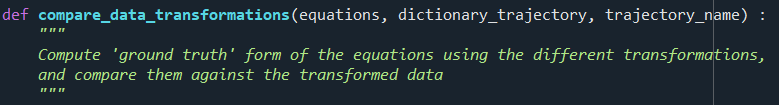 def compare_data_transformations(equations, dictionary_trajectory, trajectory_name) :
"""
Compute 'ground truth' form of the equations using the different transformations,
and compare them against the transformed data
"""